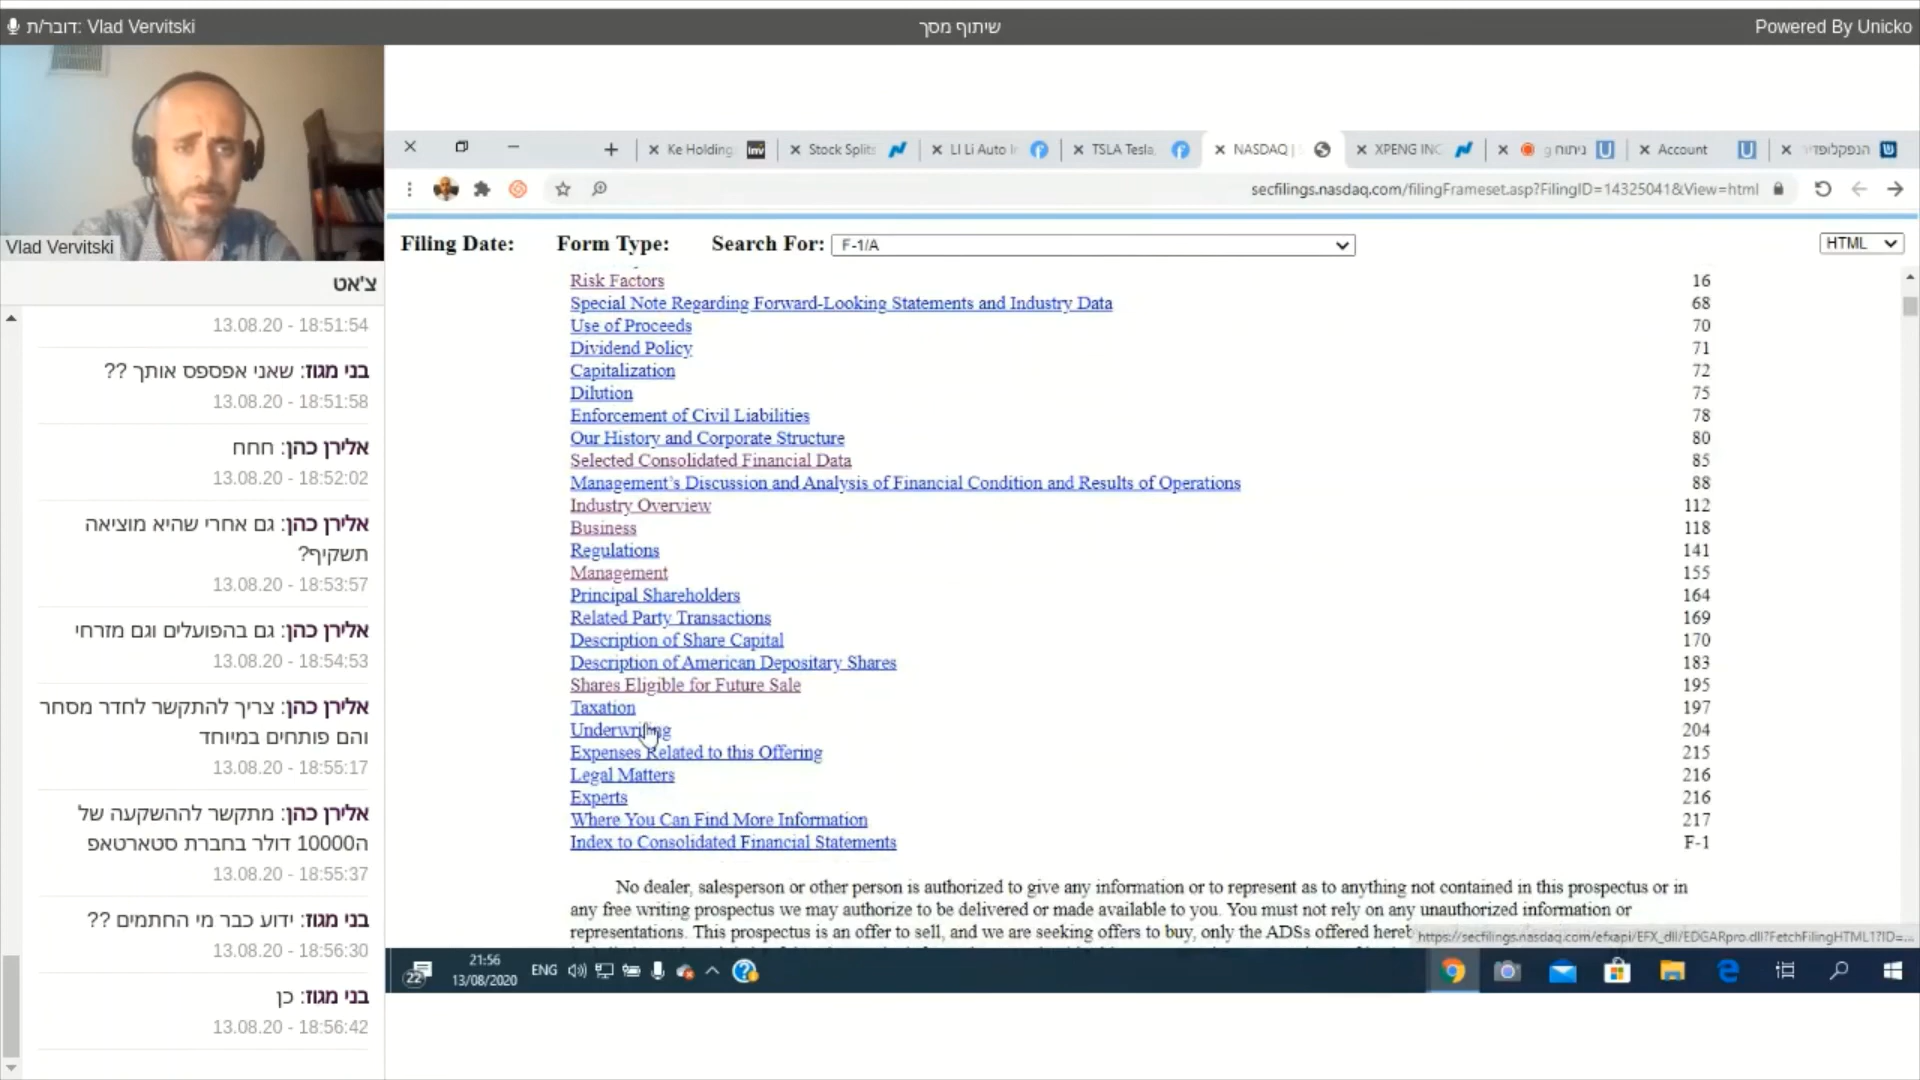 דובר/ת: Vlad Vervitski
שיתוף מסך
Powered By Unicko
Vlad Vervitski
צ'אט
13.08.20 - 18:51:54
בני מגוז: שאני אפספס אותך ??
13.08.20 - 18:51:58
אלירן כהן: חחח
13.08.20 - 18:52:02
אלירן כהן: גם אחרי שהיא מוציאה
תשקיף?
13.08.20 - 18:53:57
אלירן כהן: גם בהפועלים וגם מזרחי
13.08.20 - 18:54:53
אלירן כהן: צריך להתקשר לחדר מסחר
והם פותחים במיוחד
13.08.20 - 18:55:17
אלירן כהן: מתקשר לההשקעה של
ה10000 דולר בחברת סטארטאפ
13.08.20 - 18:55:37
בני מגוז: ידוע כבר מי החתמים ??
13.08.20 - 18:56:30
בני מגוז: כן
13.08.20 - 18:56:42
Ke Holding
Inv
Stock Splits
LI Li Auto I
TSLA Tesla,
NASDAQ |
XPENG INC
ניתוח
Account
הנפקלופדי
secfilings.nasdaq.com/filingFrameset.asp?FilingID=14325041&View=html
Filing Date: Form Type: Search For: F-1/A
HTML
Risk Factors 16
Special Note Regarding Forward-Looking Statements and Industry Data 68
Use of Proceeds 70
Dividend Policy 71
Capitalization 72
Dilution 75
Enforcement of Civil Liabilities 78
Our History and Corporate Structure 80
Selected Consolidated Financial Data 85
Management's Discussion and Analysis of Financial Condition and Results of Operations 88
Industry Overview 112
Business 118
Regulations 141
Management 155
Principal Shareholders 164
Related Party Transactions 169
Description of Share Capital 170
Description of American Depositary Shares 183
Shares Eligible for Future Sale 195
Taxation 197
Underwriting 204
Expenses Related to this Offering 215
Legal Matters 216
Experts 216
Where You Can Find More Information 217
Index to Consolidated Financial Statements F-1
No dealer, salesperson or other person is authorized to give any information or to represent as to anything not contained in this prospectus or in
any free writing prospectus we may authorize to be delivered or made available to you. You must not rely on any unauthorized information or
representations. This prospectus is an offer to sell, and we are seeking offers to buy, only the ADSs offered hereb
https://secfilings.nasdaq.com/efxapi/EFX_dll/EDGARpro.dll?FetchFilingHTML1?ID=...
22
21:56
13/08/2020
ENG